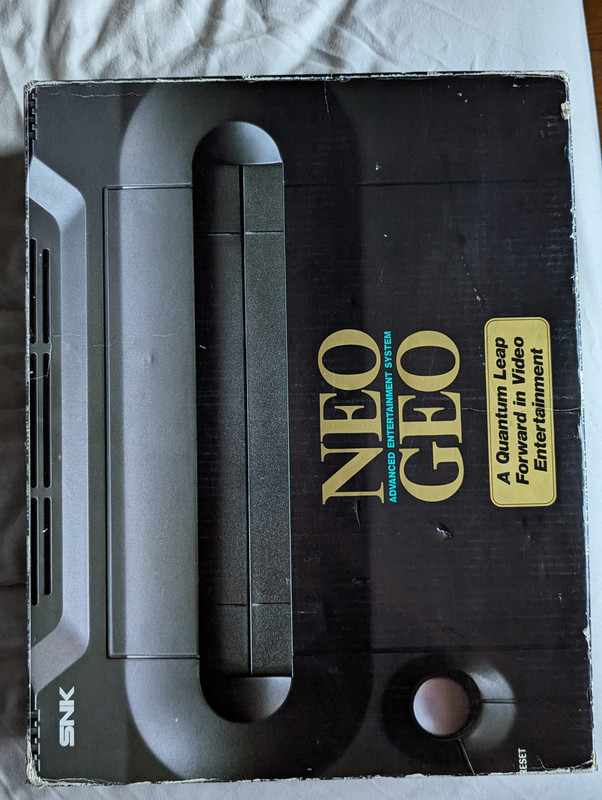 SNK
NEO
ADVANCED ENTERTAINMENT SYSTEM
GEO
A Quantum Leap
Forward in Video
Entertainment
RESET